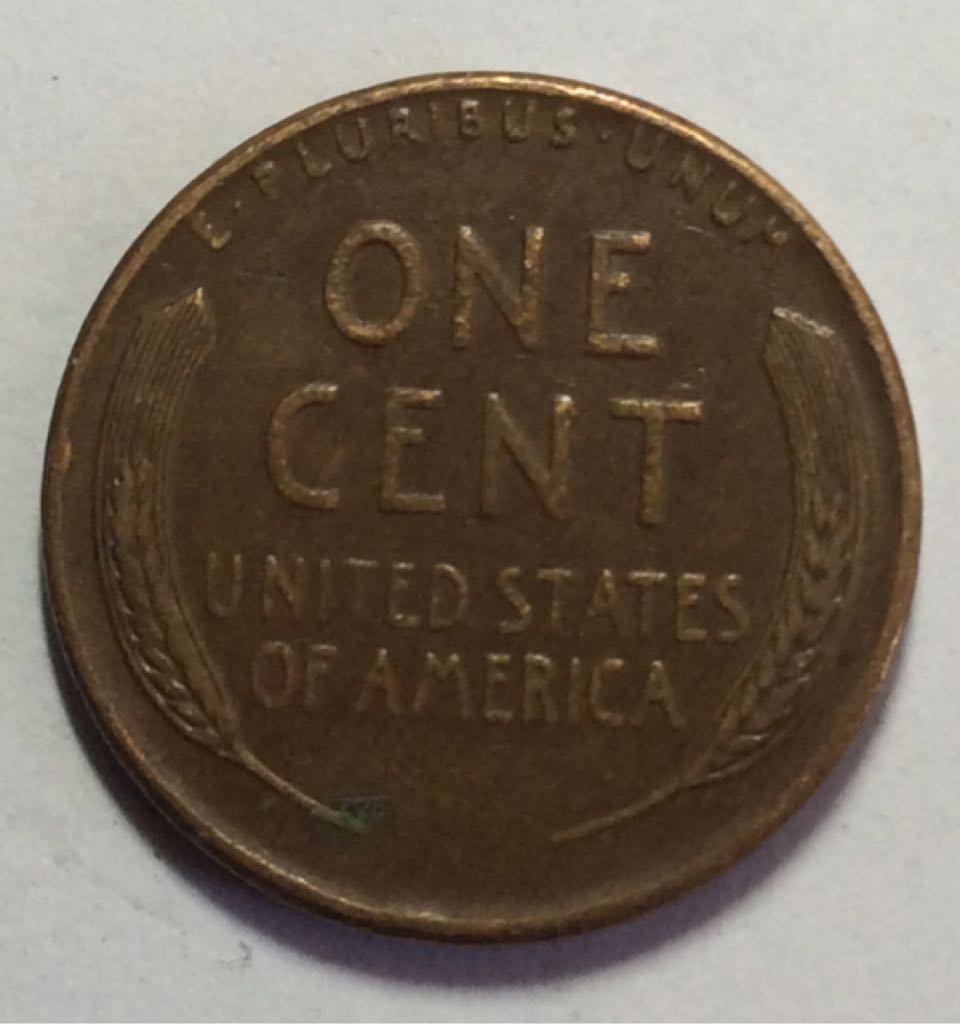 E · PLURIBUS · UNUM
ONE
CENT
UNITED STATES
OF AMERICA